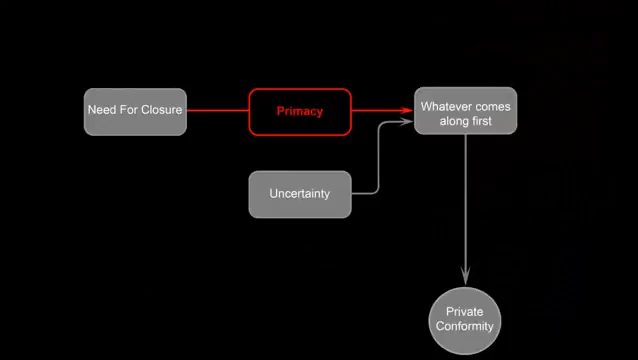 Need For Closure
Primacy
Whatever comes
along first
Uncertainty
Private
Conformity